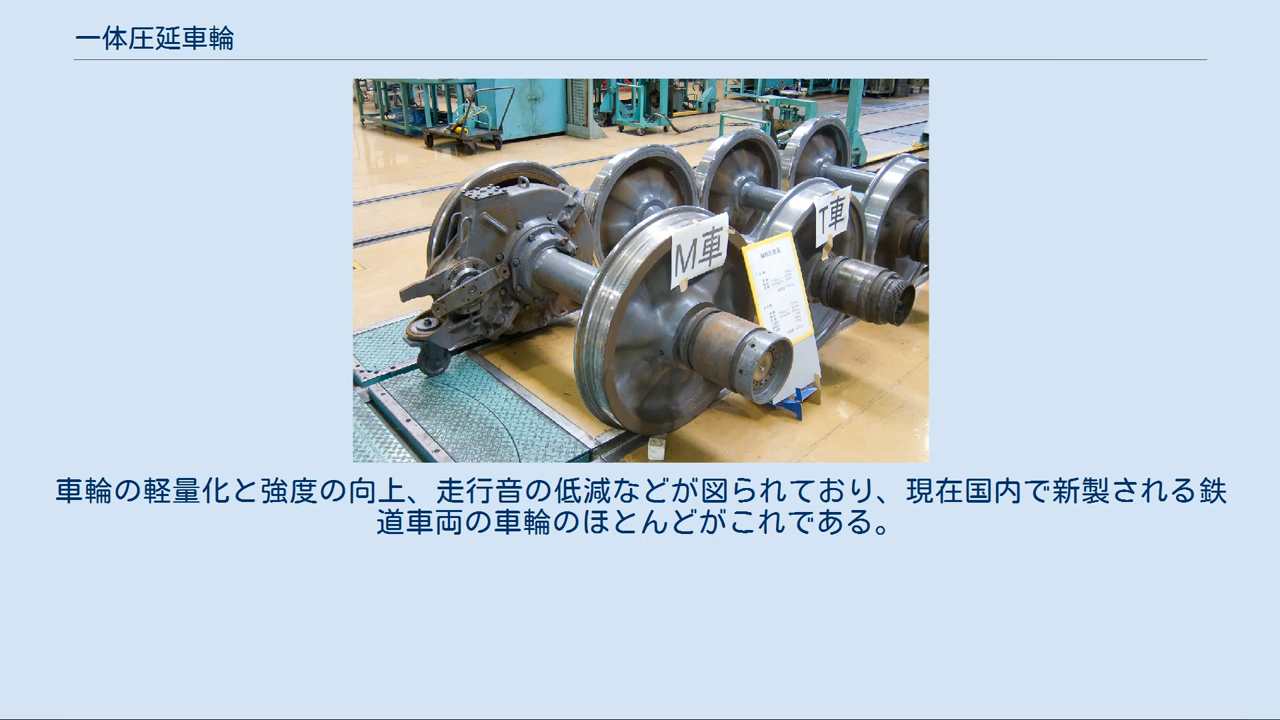 一体圧延車輪
M車
T車
車輪の軽量化と強度の向上、走行音の低減などが図られており、現在国内で新製される鉄
道車両の車輪のほとんどがこれである。